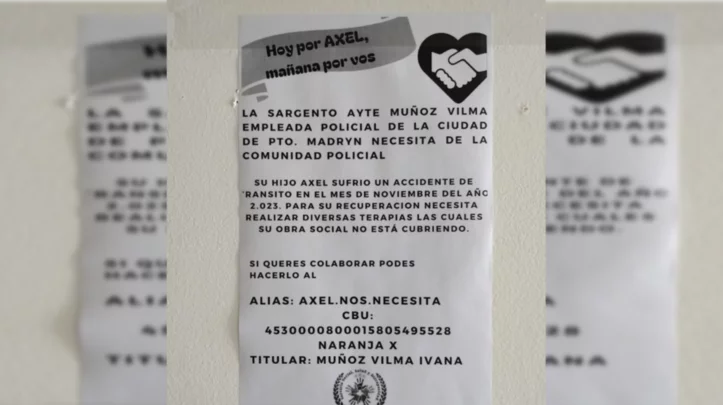 Hoy por AXEL,
mañana por vos
LA SARGENTO AYTE MUÑOZ VILMA
EMPLEADA POLICIAL DE LA CIUDAD
DE PTO. MADRYN NECESITA DE LA
COMUNIDAD POLICIAL
SU HIJO AXEL SUFRIO UN ACCIDENTE DE
TRANSITO EN EL MES DE NOVIEMBRE DEL AÑO
2.023. PARA SU RECUPERACION NECESITA
REALIZAR DIVERSAS TERAPIAS LAS CUALES
SU OBRA SOCIAL NO ESTÁ CUBRIENDO.
SI QUERES COLABORAR PODES
HACERLO AL
ALIAS: AXEL.NOS.NECESITA
CBU:
4530000800015805495528
NARANJA X
TITULAR: MUÑOZ VILMA IVANA